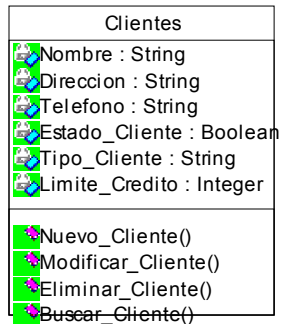 Clientes
Nombre : String
Direccion : String
Telefono : String
Estado_Cliente : Boolean
Tipo_Cliente : String
Limite_Credito : Integer
Nuevo_Cliente()
Modificar_Cliente()
Eliminar_Cliente()
Buscar_Cliente()